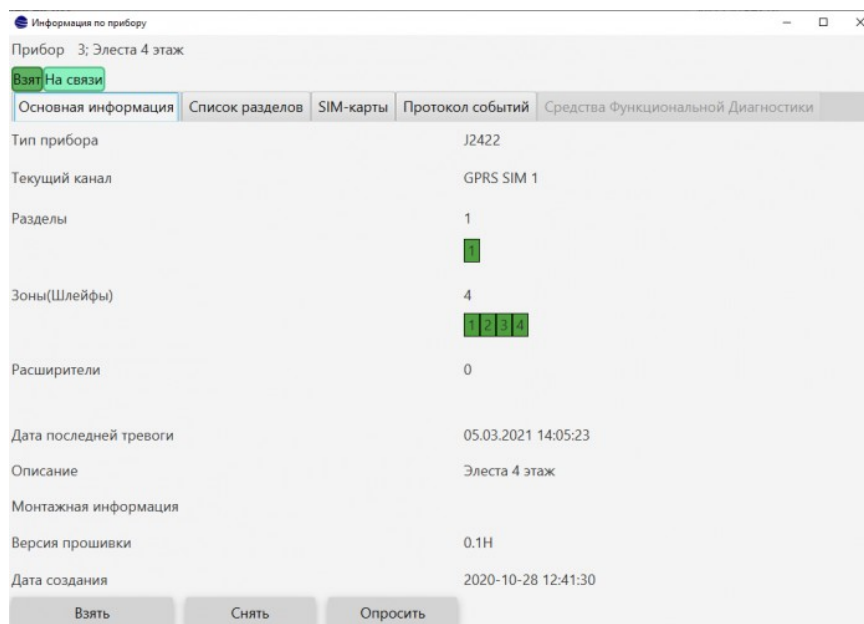 Информация по прибору
Прибор 3; Элеста 4 этаж
Взят На связи
Основная информация Список разделов SIM-карты Протокол событий Средства Функциональной Диагностики
Тип прибора J2422
Текущий канал GPRS SIM 1
Разделы 1
1
Зоны(Шлейфы) 4
1 2 3 4
Расширители 0
Дата последней тревоги 05.03.2021 14:05:23
Описание Элеста 4 этаж
Монтажная информация
Версия прошивки 0.1H
Дата создания 2020-10-28 12:41:30
Взять Снять Опросить